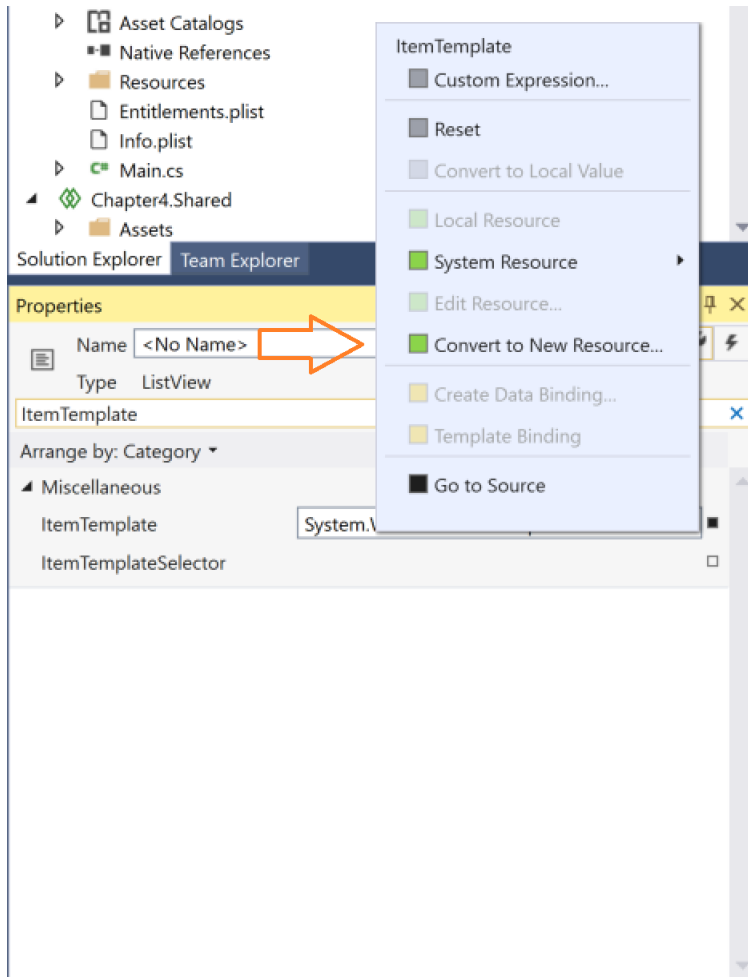 Asset Catalogs
Native References
Resources
Entitlements.plist
Info.plist
C# Main.cs
Chapter4.Shared
Assets
Solution Explorer Team Explorer
Properties
Name <No Name>
Type ListView
ItemTemplate
Arrange by: Category
Miscellaneous
ItemTemplate
ItemTemplateSelector
ItemTemplate
Custom Expression...
Reset
Convert to Local Value
Local Resource
System Resource
Edit Resource...
Convert to New Resource...
Create Data Binding...
Template Binding
Go to Source